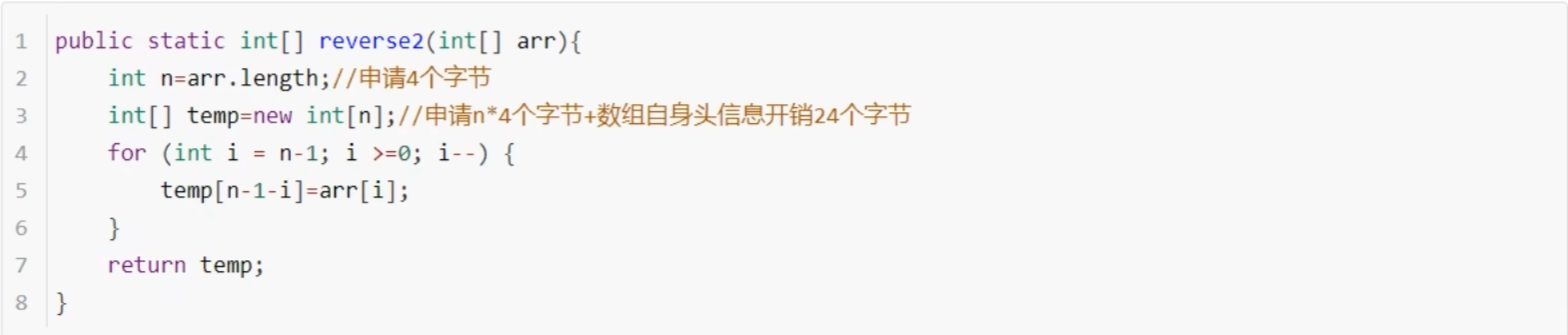 1 public static int[] reverse2(int[] arr){
2     int n=arr.length;//申请4个字节
3     int[] temp=new int[n];//申请n*4个字节+数组自身头信息开销24个字节
4     for (int i = n-1; i >=0; i--) {
5         temp[n-1-i]=arr[i];
6     }
7     return temp;
8 }